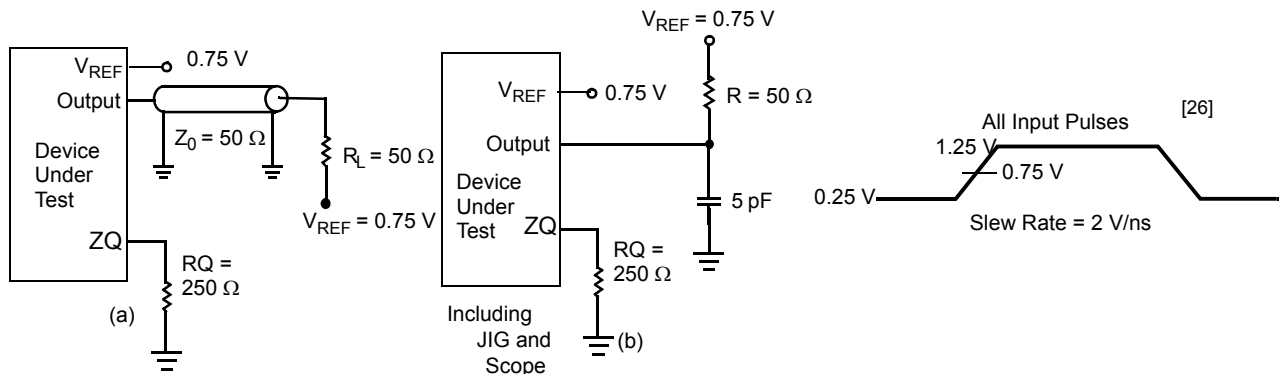 V_REF 0.75 V
Output
Z_0 = 50 Ω
Device
Under
Test
R_L = 50 Ω
V_REF = 0.75 V
ZQ
RQ =
250 Ω
(a)
V_REF = 0.75 V
V_REF 0.75 V
R = 50 Ω
Output
Device
Under
Test
5 pF
ZQ
RQ =
250 Ω
Including
JIG and
Scope
(b)
[26]
All Input Pulses
1.25 V
0.75 V
0.25 V
Slew Rate = 2 V/ns